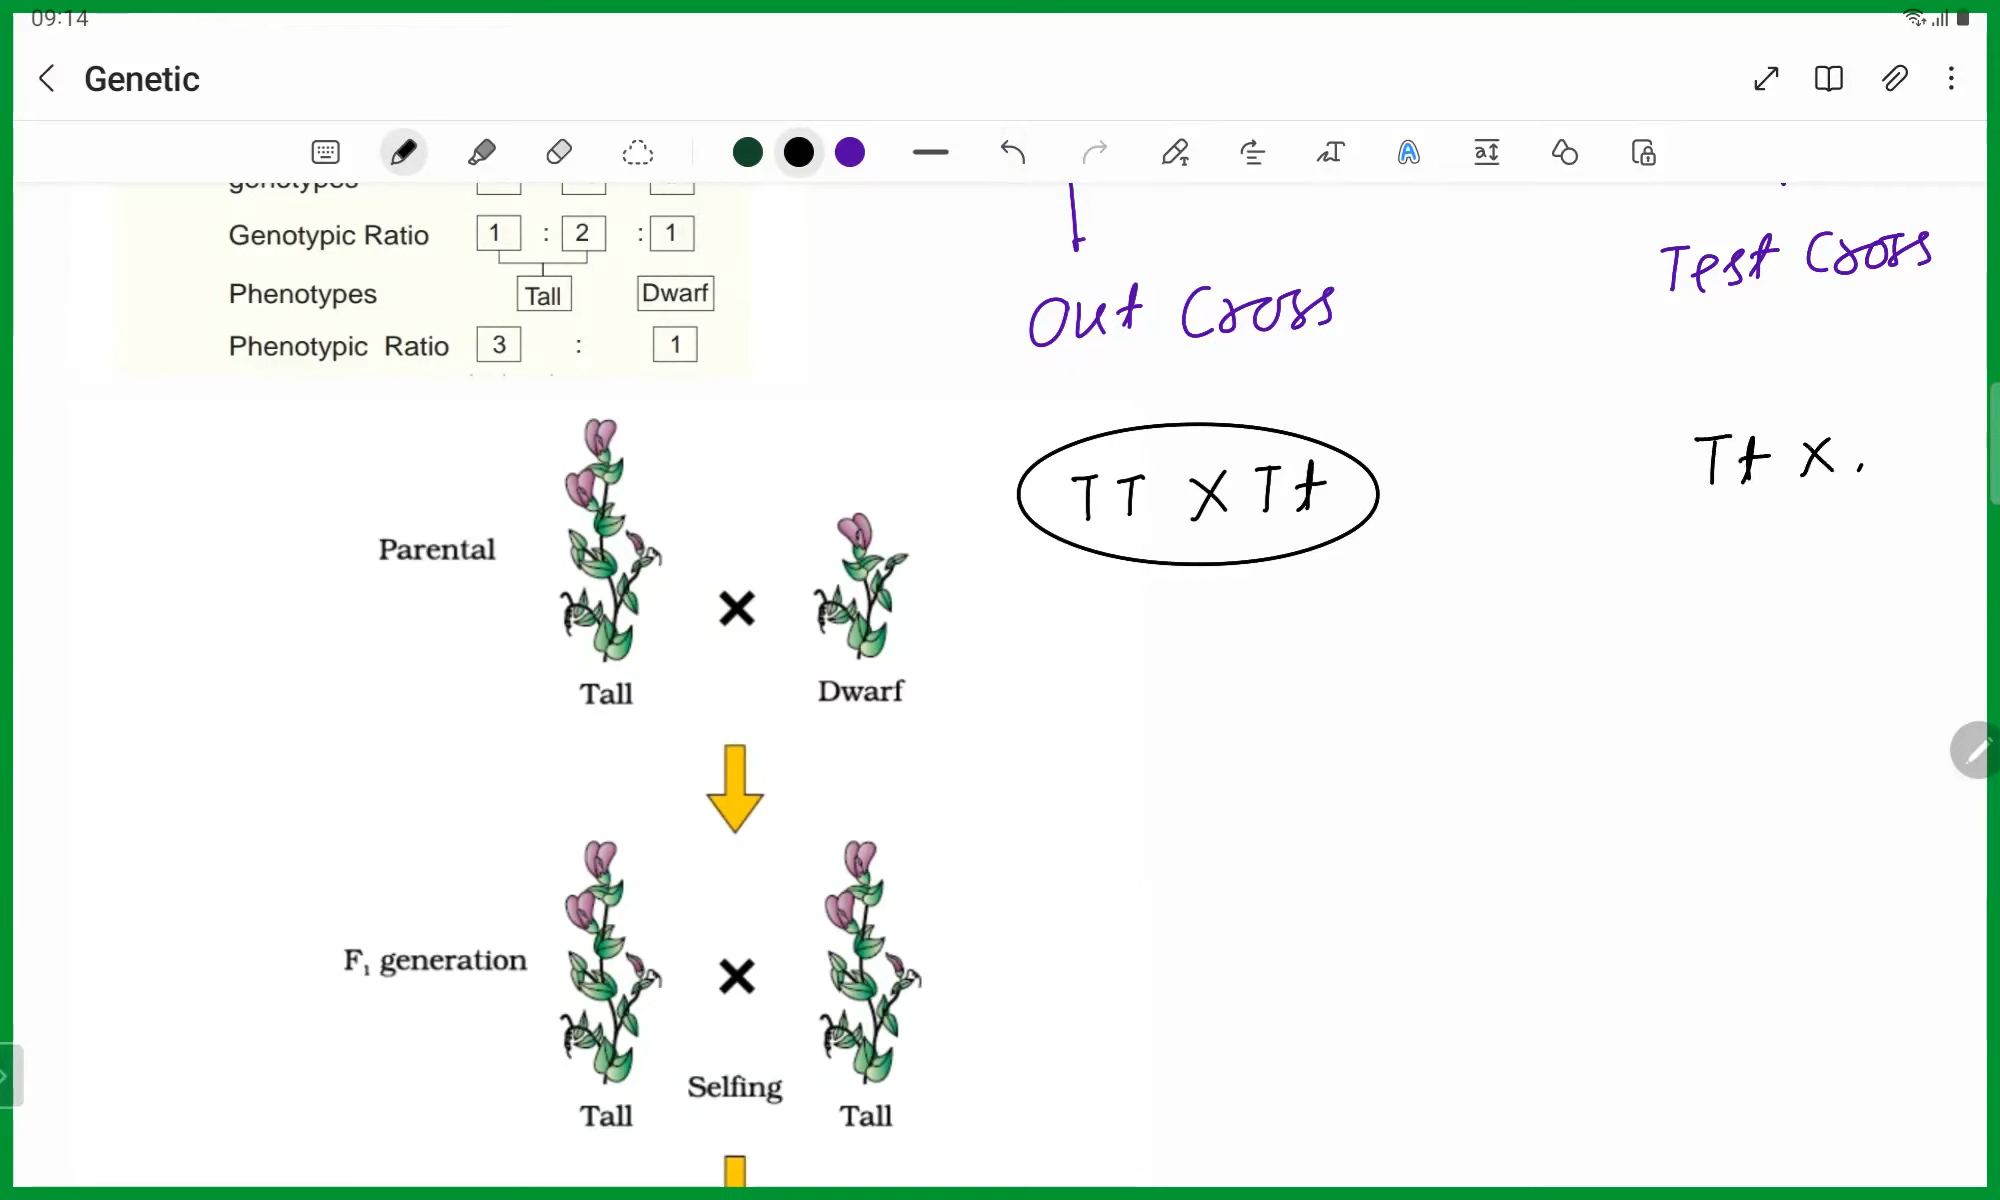 09:14
Genetic
Genotypic Ratio 1 : 2 : 1
Phenotypes Tall Dwarf
Phenotypic Ratio 3 : 1
Out Cross
Test Cross
TT X Tt
Tt X .
Parental
Tall Dwarf
F₁ generation
Selfing
Tall Tall